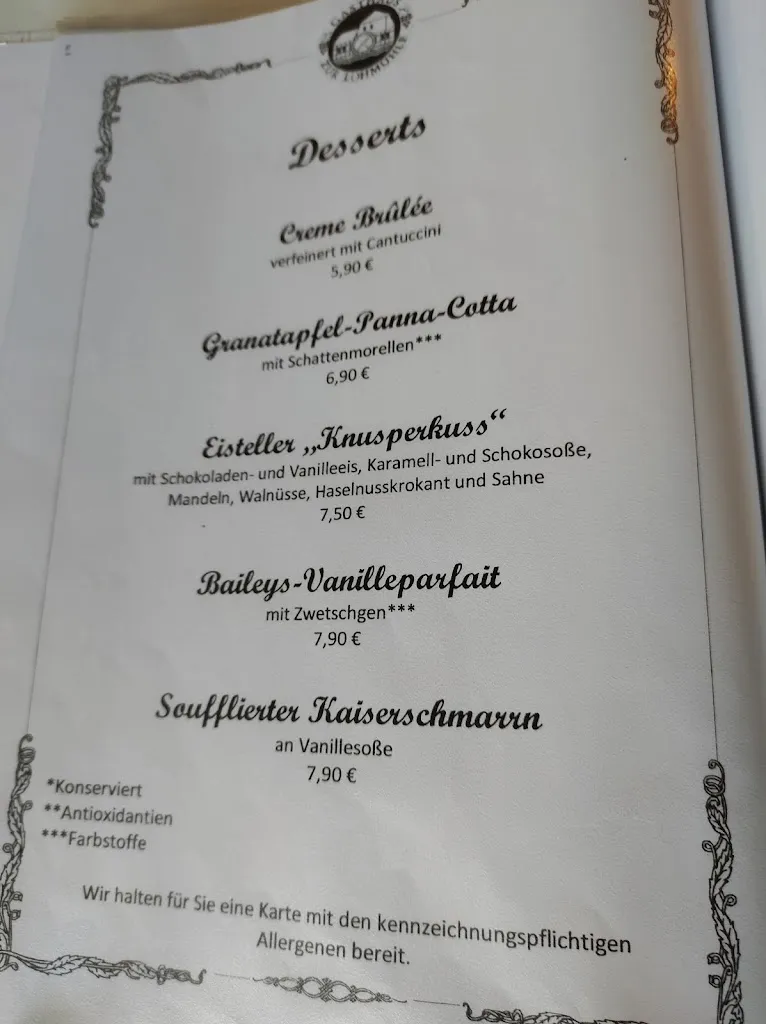 ZUR LOHMÜHLE
Desserts
Creme Brûlée
verfeinert mit Cantuccini
5,90 €
Granatapfel-Panna-Cotta
mit Schattenmorellen***
6,90 €
Eisteller „Knusperkuss“
mit Schokoladen- und Vanilleeis, Karamell- und Schokosoße,
Mandeln, Walnüsse, Haselnusskrokant und Sahne
7,50 €
Baileys-Vanilleparfait
mit Zwetschgen***
7,90 €
Soufflierter Kaiserschmarrn
an Vanillesoße
7,90 €
*Konserviert
**Antioxidantien
***Farbstoffe
Wir halten für Sie eine Karte mit den kennzeichnungspflichtigen
Allergenen bereit.